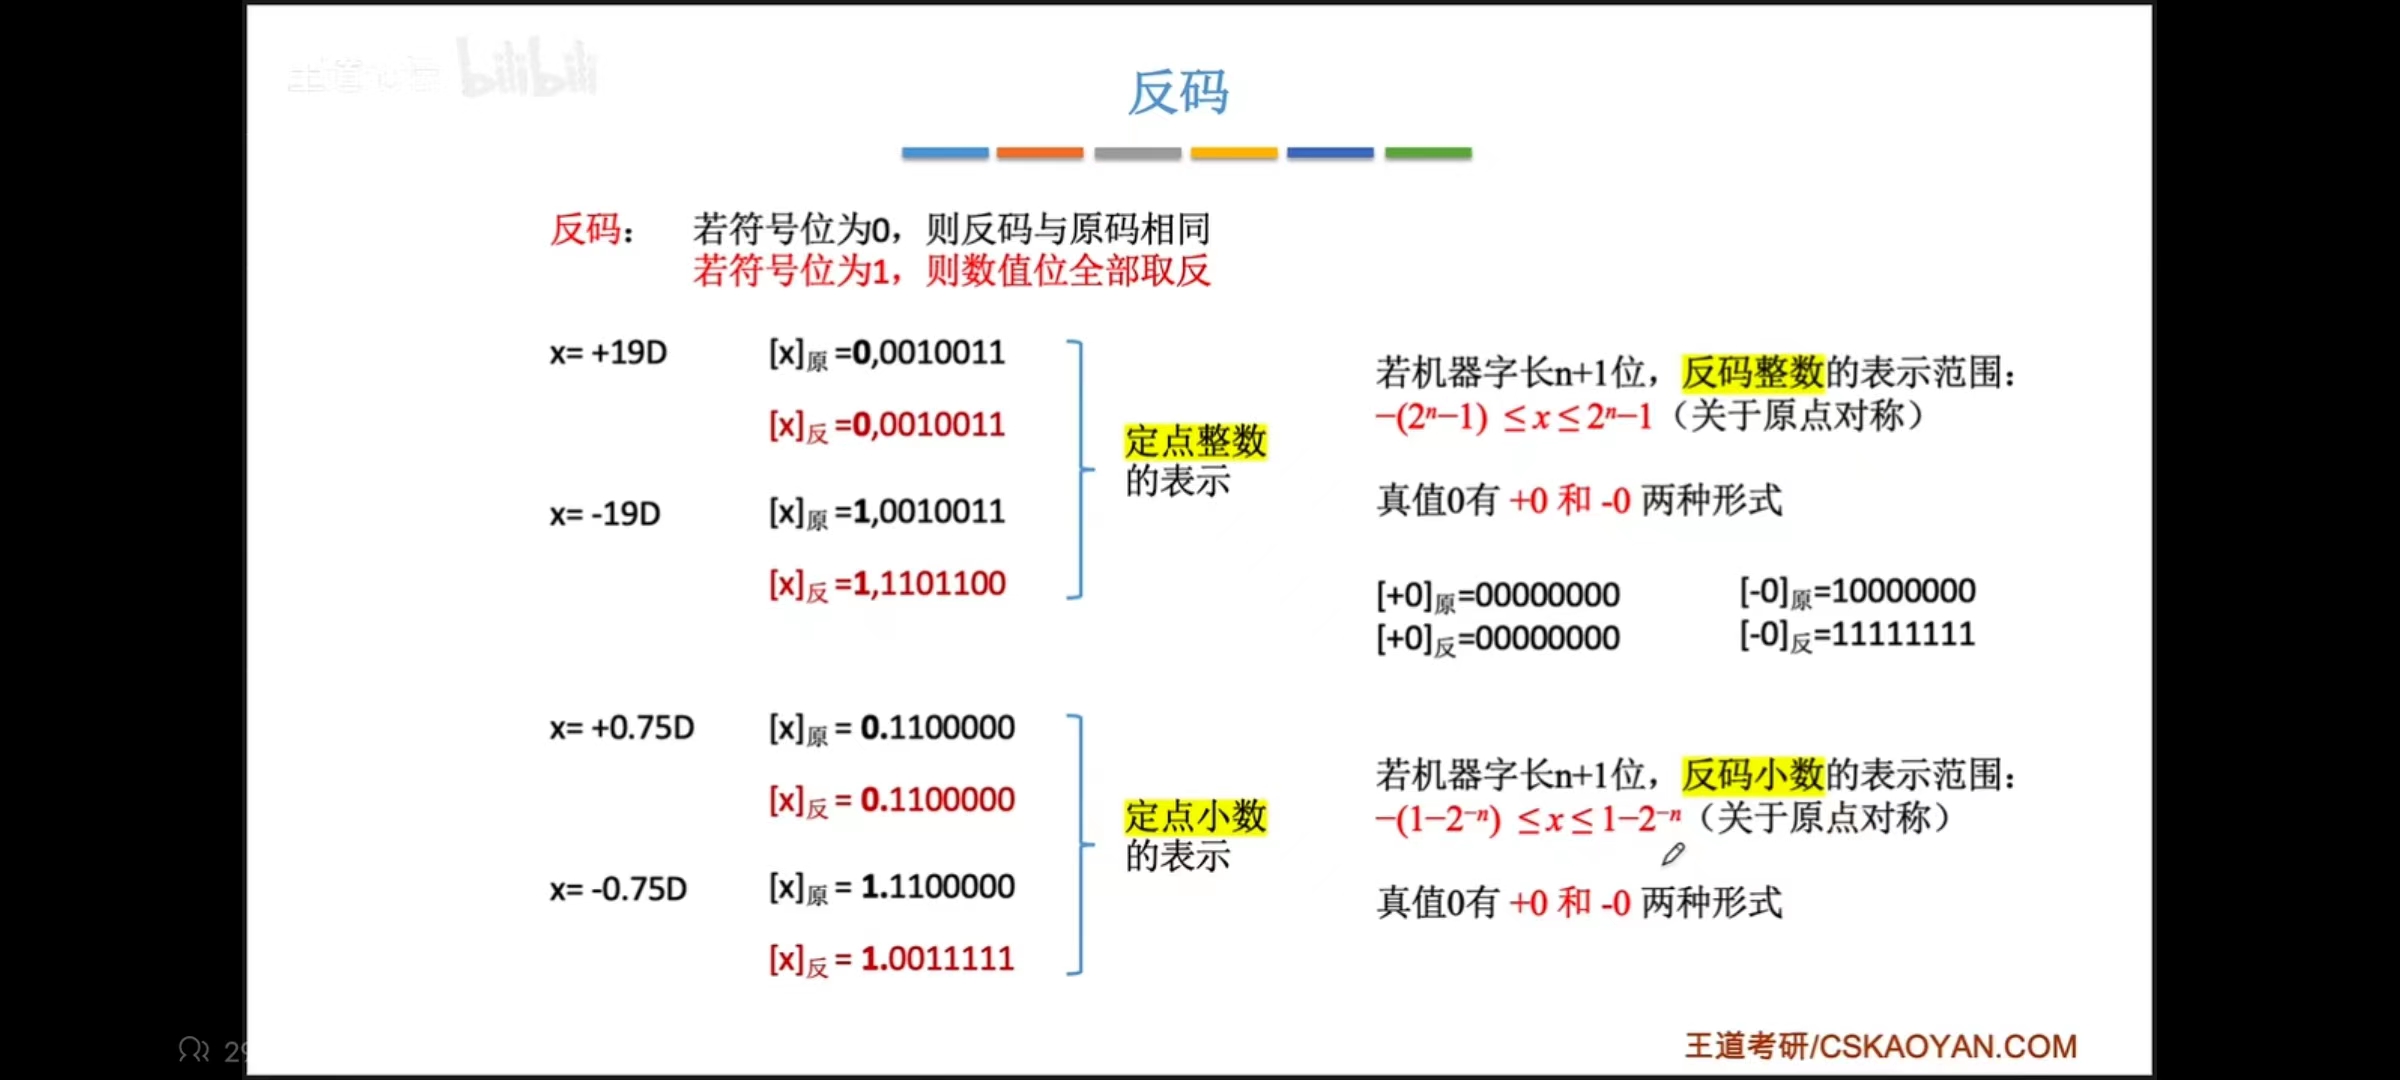 bilibili
反码
反码： 若符号位为0，则反码与原码相同
若符号位为1，则数值位全部取反
x= +19D [x]原 =0,0010011
[x]反 =0,0010011
x= -19D [x]原 =1,0010011
[x]反 =1,1101100
定点整数
的表示
x= +0.75D [x]原 = 0.1100000
[x]反 = 0.1100000
x= -0.75D [x]原 = 1.1100000
[x]反 = 1.0011111
定点小数
的表示
若机器字长n+1位，反码整数的表示范围：
−(2ⁿ−1) ≤ x ≤ 2ⁿ−1（关于原点对称）
真值0有 +0 和 -0 两种形式
[+0]原=00000000 [-0]原=10000000
[+0]反=00000000 [-0]反=11111111
若机器字长n+1位，反码小数的表示范围：
−(1−2⁻ⁿ) ≤ x ≤ 1−2⁻ⁿ（关于原点对称）
真值0有 +0 和 -0 两种形式
王道考研/CSKAOYAN.COM